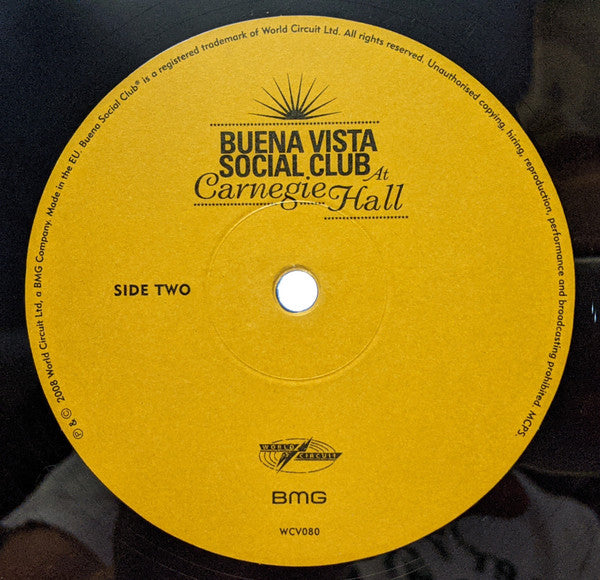 ℗ & © 2008 World Circuit Ltd, a BMG Company. Made in the EU. Buena Social Club® is a registered trademark of World Circuit Ltd. All rights reserved. Unauthorised copying, hiring, reproduction, performance and broadcasting prohibited. MCPS.
BUENA VISTA
SOCIAL CLUB At
Carnegie Hall
SIDE TWO
WORLD
CIRCUIT
BMG
WCV080